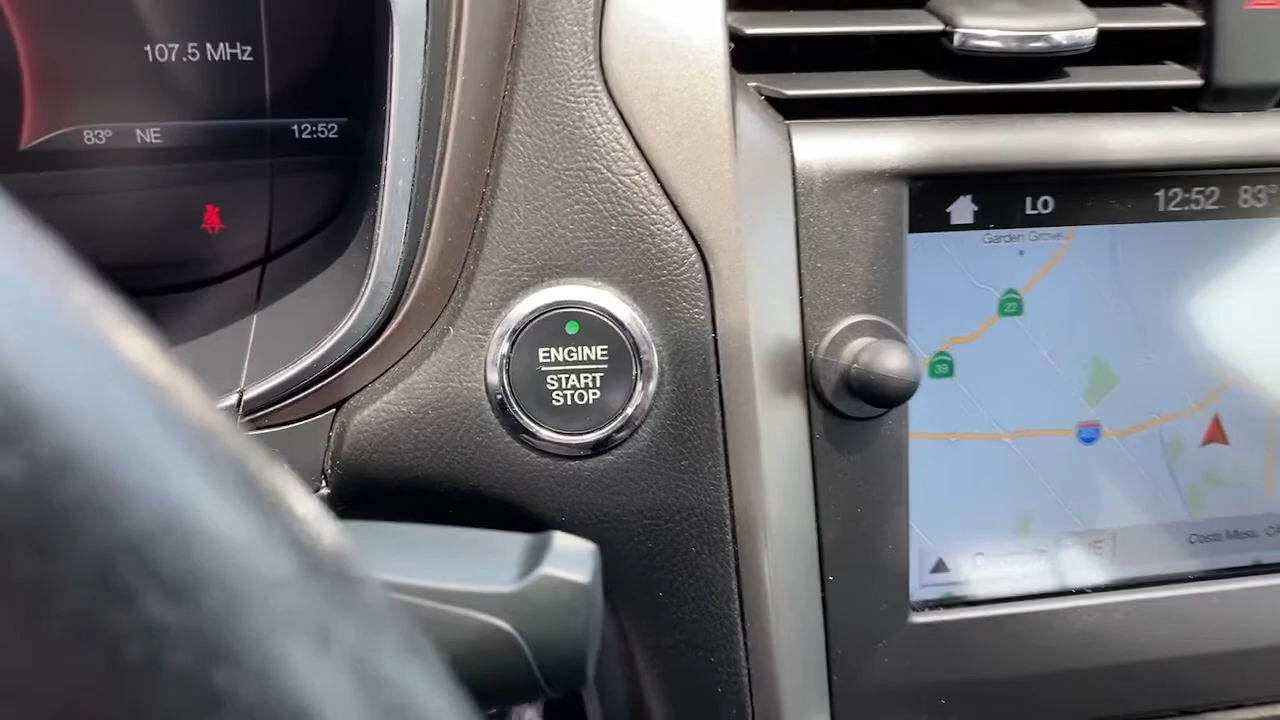 107.5 MHz
83° NE 12:52
ENGINE
START
STOP
LO 12:52 83°
Garden Grove
22
39
Costa Mesa,